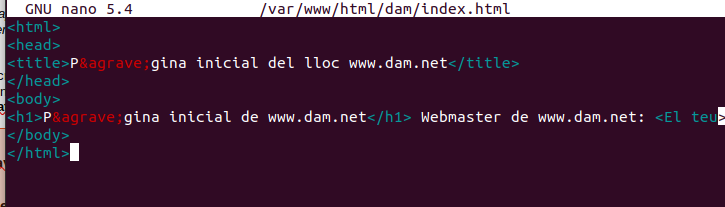 GNU nano 5.4 /var/www/html/dam/index.html
<html>
<head>
<title>P&agrave;gina inicial del lloc www.dam.net</title>
</head>
<body>
<h1>P&agrave;gina inicial de www.dam.net</h1> Webmaster de www.dam.net: <El teu>
</body>
</html>